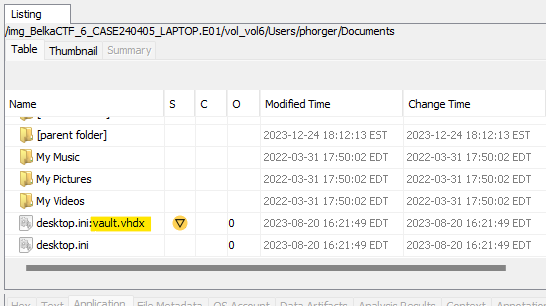 Listing
/img_BelkaCTF_6_CASE240405_LAPTOP.E01/vol_vol6/Users/phorger/Documents
Table Thumbnail Summary
Name S C O Modified Time Change Time
[parent folder] 2023-12-24 18:12:13 EST 2023-12-24 18:12:13 EST
My Music 2022-03-31 17:50:02 EDT 2022-03-31 17:50:02 EDT
My Pictures 2022-03-31 17:50:02 EDT 2022-03-31 17:50:02 EDT
My Videos 2022-03-31 17:50:02 EDT 2022-03-31 17:50:02 EDT
desktop.ini:vault.vhdx 0 2023-08-20 16:21:49 EDT 2023-08-20 16:21:49 EDT
desktop.ini 0 2023-08-20 16:21:49 EDT 2023-08-20 16:21:49 EDT
Hex Text Application File Metadata OS Account Data Artifacts Analysis Results Context Annotation